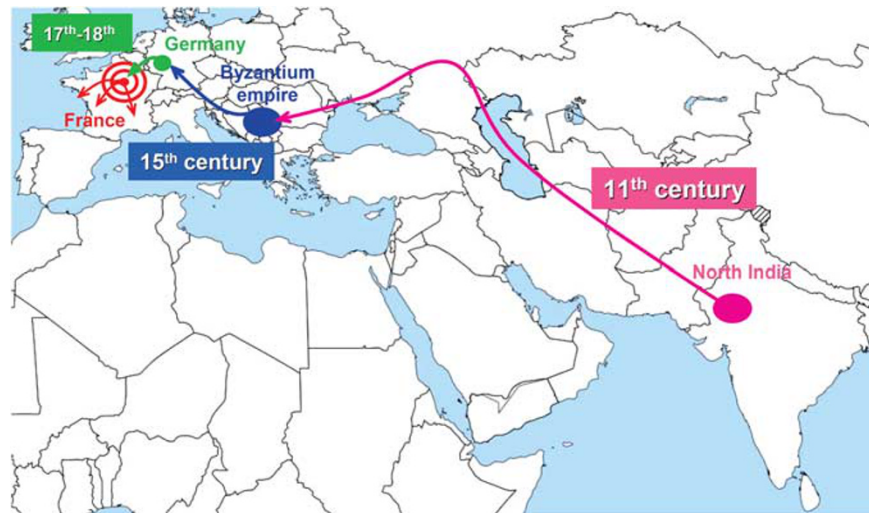 17th-18th
Germany
Byzantium
empire
France
15th century
11th century
North India